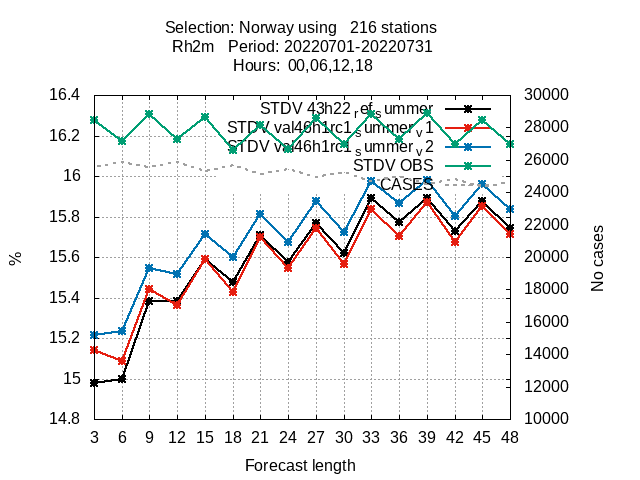 Selection: Norway using   216 stations
Rh2m   Period: 20220701-20220731
Hours:  00,06,12,18
16.4
16.2
16
15.8
15.6
15.4
15.2
15
14.8
%
STDV 43h22refsummer
STDV val46h1rc1summerv1
STDV val46h1rc1summerv2
STDV OBS
CASES
30000
28000
26000
24000
22000
20000
18000
16000
14000
12000
10000
No cases
3 6 9 12 15 18 21 24 27 30 33 36 39 42 45 48
Forecast length